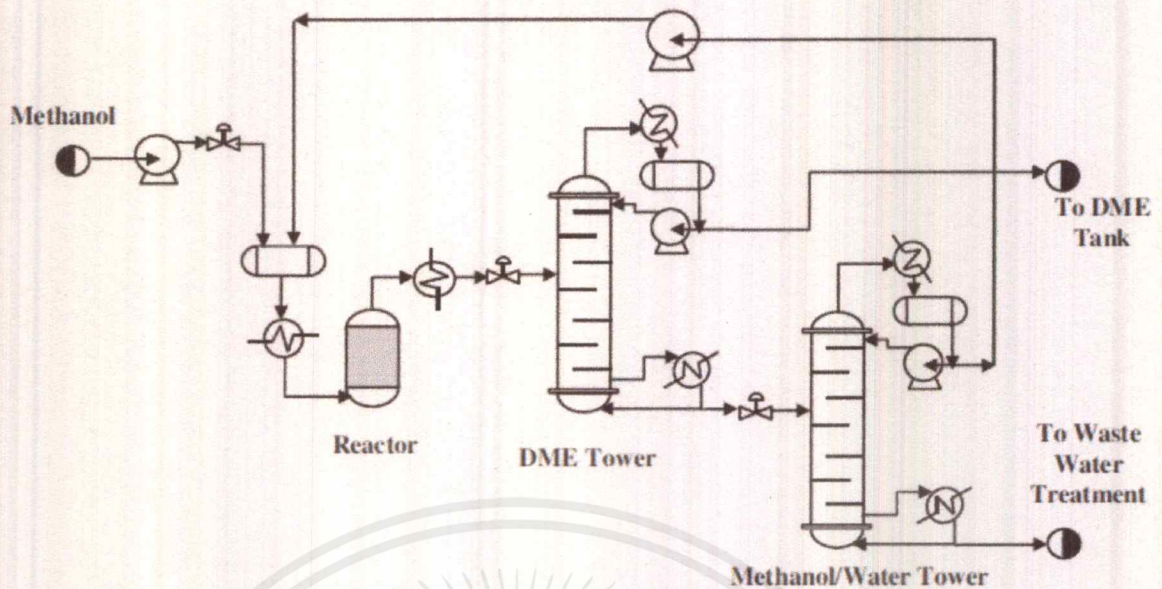 Methanol
To DME
Tank
Reactor
DME Tower
To Waste
Water
Treatment
Methanol/Water Tower